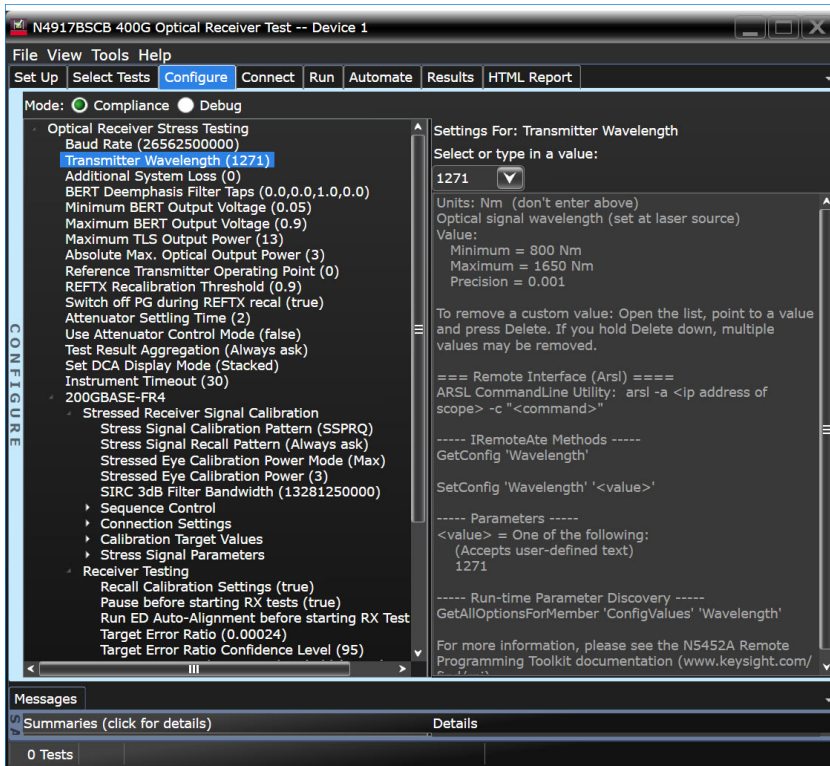 N4917BSCB 400G Optical Receiver Test -- Device 1
File View Tools Help
Set Up Select Tests Configure Connect Run Automate Results HTML Report
Mode: Compliance Debug
CONFIGURE
Optical Receiver Stress Testing
Baud Rate (26562500000)
Transmitter Wavelength (1271)
Additional System Loss (0)
BERT Deemphasis Filter Taps (0.0,0.0,1.0,0.0)
Minimum BERT Output Voltage (0.05)
Maximum BERT Output Voltage (0.9)
Maximum TLS Output Power (13)
Absolute Max. Optical Output Power (3)
Reference Transmitter Operating Point (0)
REFTX Recalibration Threshold (0.9)
Switch off PG during REFTX recal (true)
Attenuator Settling Time (2)
Use Attenuator Control Mode (false)
Test Result Aggregation (Always ask)
Set DCA Display Mode (Stacked)
Instrument Timeout (30)
200GBASE-FR4
Stressed Receiver Signal Calibration
Stress Signal Calibration Pattern (SSPRQ)
Stress Signal Recall Pattern (Always ask)
Stressed Eye Calibration Power Mode (Max)
Stressed Eye Calibration Power (3)
SIRC 3dB Filter Bandwidth (13281250000)
Sequence Control
Connection Settings
Calibration Target Values
Stress Signal Parameters
Receiver Testing
Recall Calibration Settings (true)
Pause before starting RX tests (true)
Run ED Auto-Alignment before starting RX Test
Target Error Ratio (0.00024)
Target Error Ratio Confidence Level (95)
Settings For: Transmitter Wavelength
Select or type in a value:
1271
Units: Nm (don't enter above)
Optical signal wavelength (set at laser source)
Value:
Minimum = 800 Nm
Maximum = 1650 Nm
Precision = 0.001
To remove a custom value: Open the list, point to a value
and press Delete. If you hold Delete down, multiple
values may be removed.
=== Remote Interface (Arsl) ====
ARSL CommandLine Utility: arsl -a <ip address of
scope> -c "<command>"
----- IRemoteAte Methods -----
GetConfig 'Wavelength'
SetConfig 'Wavelength' '<value>'
----- Parameters -----
<value> = One of the following:
(Accepts user-defined text)
1271
----- Run-time Parameter Discovery -----
GetAllOptionsForMember 'ConfigValues' 'Wavelength'
For more information, please see the N5452A Remote
Programming Toolkit documentation (www.keysight.com/
Messages
Summaries (click for details) Details
0 Tests